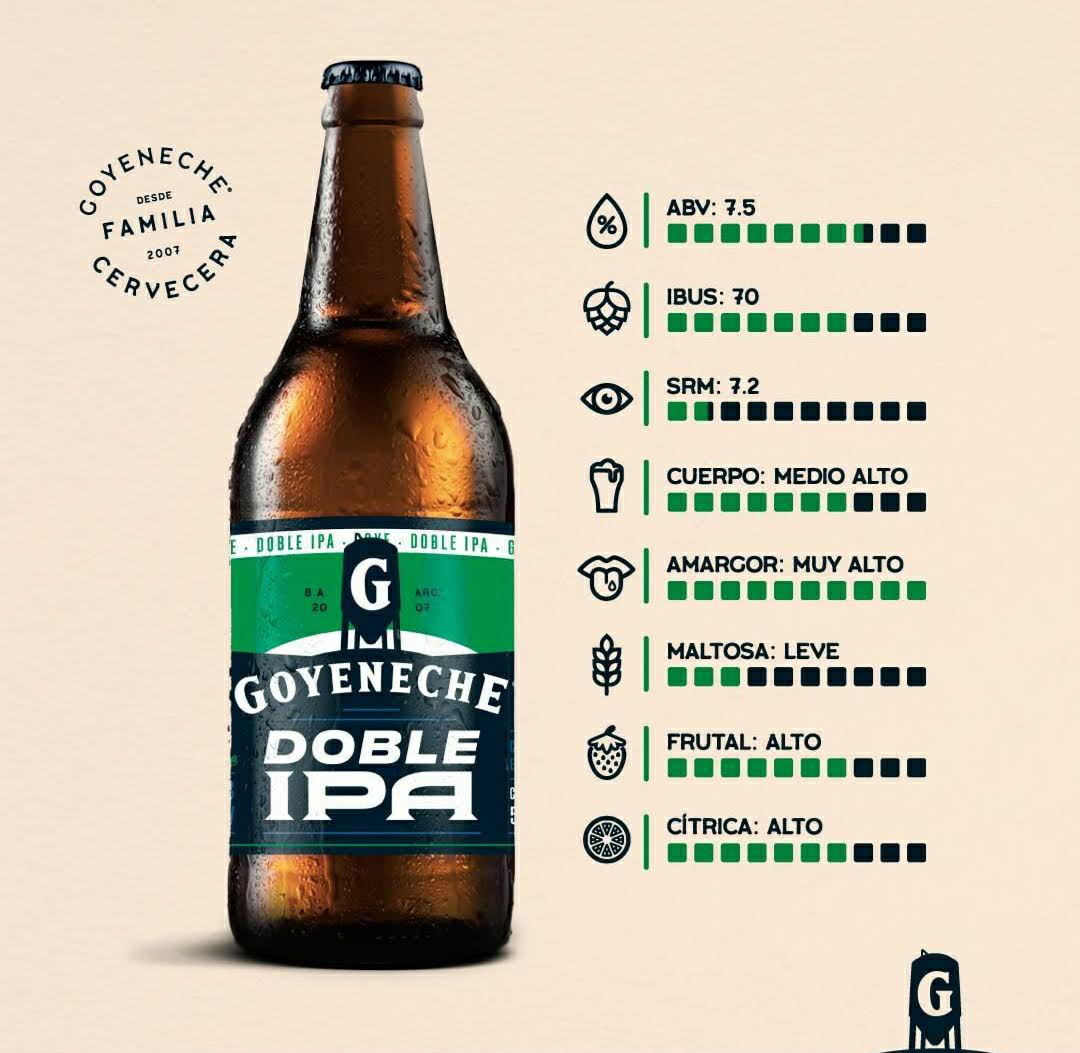 GOYENECHE
DESDE
FAMILIA
2007
CERVECERA
DOBLE IPA · DOBLE IPA ·
G
B.A. ARG.
20 07
GOYENECHE
DOBLE
IPA
%
ABV: 7.5
IBUS: 70
SRM: 7.2
CUERPO: MEDIO ALTO
AMARGOR: MUY ALTO
MALTOSA: LEVE
FRUTAL: ALTO
CÍTRICA: ALTO
G